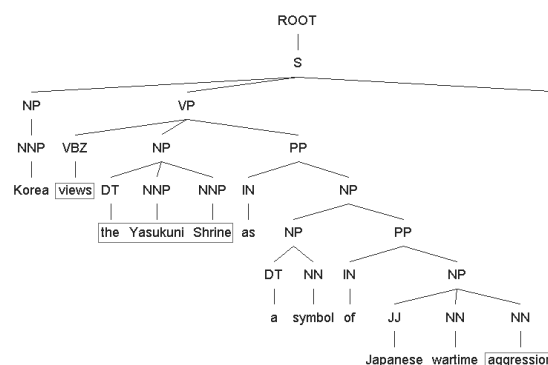 ROOT
S
NP VP
NNP VBZ NP PP
Korea views DT NNP NNP IN NP
the Yasukuni Shrine as NP PP
DT NN IN NP
a symbol of JJ NN NN
Japanese wartime aggression